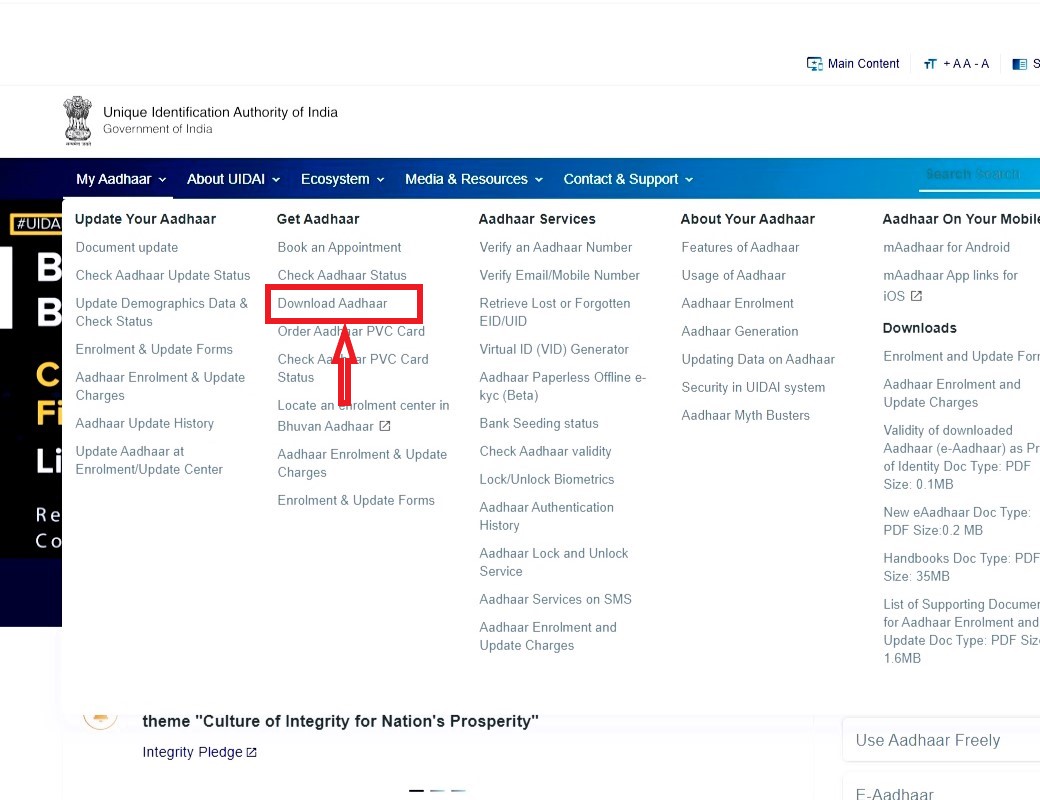 Main Content
+ A A - A
S
Unique Identification Authority of India
Government of India
My Aadhaar
About UIDAI
Ecosystem
Media & Resources
Contact & Support
Search Search
#UIDA
B
B
C
Fi
Li
Re
Co
Update Your Aadhaar
Document update
Check Aadhaar Update Status
Update Demographics Data &
Check Status
Enrolment & Update Forms
Aadhaar Enrolment & Update
Charges
Aadhaar Update History
Update Aadhaar at
Enrolment/Update Center
Get Aadhaar
Book an Appointment
Check Aadhaar Status
Download Aadhaar
Order Aadhaar PVC Card
Check Aadhaar PVC Card
Status
Locate an enrolment center in
Bhuvan Aadhaar
Aadhaar Enrolment & Update
Charges
Enrolment & Update Forms
Aadhaar Services
Verify an Aadhaar Number
Verify Email/Mobile Number
Retrieve Lost or Forgotten
EID/UID
Virtual ID (VID) Generator
Aadhaar Paperless Offline e-
kyc (Beta)
Bank Seeding status
Check Aadhaar validity
Lock/Unlock Biometrics
Aadhaar Authentication
History
Aadhaar Lock and Unlock
Service
Aadhaar Services on SMS
Aadhaar Enrolment and
Update Charges
About Your Aadhaar
Features of Aadhaar
Usage of Aadhaar
Aadhaar Enrolment
Aadhaar Generation
Updating Data on Aadhaar
Security in UIDAI system
Aadhaar Myth Busters
Aadhaar On Your Mobile
mAadhaar for Android
mAadhaar App links for
iOS
Downloads
Enrolment and Update For
Aadhaar Enrolment and
Update Charges
Validity of downloaded
Aadhaar (e-Aadhaar) as Pr
of Identity Doc Type: PDF
Size: 0.1MB
New eAadhaar Doc Type:
PDF Size:0.2 MB
Handbooks Doc Type: PDF
Size: 35MB
List of Supporting Documen
for Aadhaar Enrolment and
Update Doc Type: PDF Size
1.6MB
theme "Culture of Integrity for Nation's Prosperity"
Integrity Pledge
Use Aadhaar Freely
E-Aadhaar